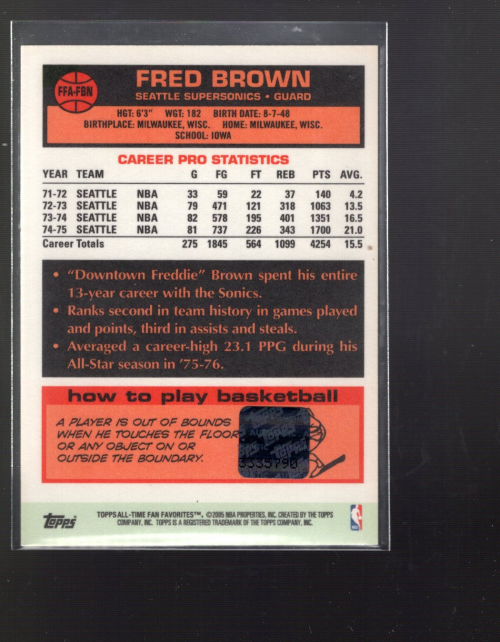 FFA-FBN
FRED BROWN
SEATTLE SUPERSONICS • GUARD
HGT: 6'3" WGT: 182 BIRTH DATE: 8-7-48
BIRTHPLACE: MILWAUKEE, WISC. HOME: MILWAUKEE, WISC.
SCHOOL: IOWA
CAREER PRO STATISTICS
YEAR TEAM G FG FT REB PTS AVG.
71-72 SEATTLE NBA 33 59 22 37 140 4.2
72-73 SEATTLE NBA 79 471 121 318 1063 13.5
73-74 SEATTLE NBA 82 578 195 401 1351 16.5
74-75 SEATTLE NBA 81 737 226 343 1700 21.0
Career Totals 275 1845 564 1099 4254 15.5
• "Downtown Freddie" Brown spent his entire
13-year career with the Sonics.
• Ranks second in team history in games played
and points, third in assists and steals.
• Averaged a career-high 23.1 PPG during his
All-Star season in '75-76.
how to play basketball
A PLAYER IS OUT OF BOUNDS
WHEN HE TOUCHES THE FLOOR
OR ANY OBJECT ON OR
OUTSIDE THE BOUNDARY.
TOPPS
TOPPS ALL-TIME FAN FAVORITES™. ©2005 NBA PROPERTIES, INC. CREATED BY THE TOPPS
COMPANY, INC. TOPPS IS A REGISTERED TRADEMARK OF THE TOPPS COMPANY, INC.